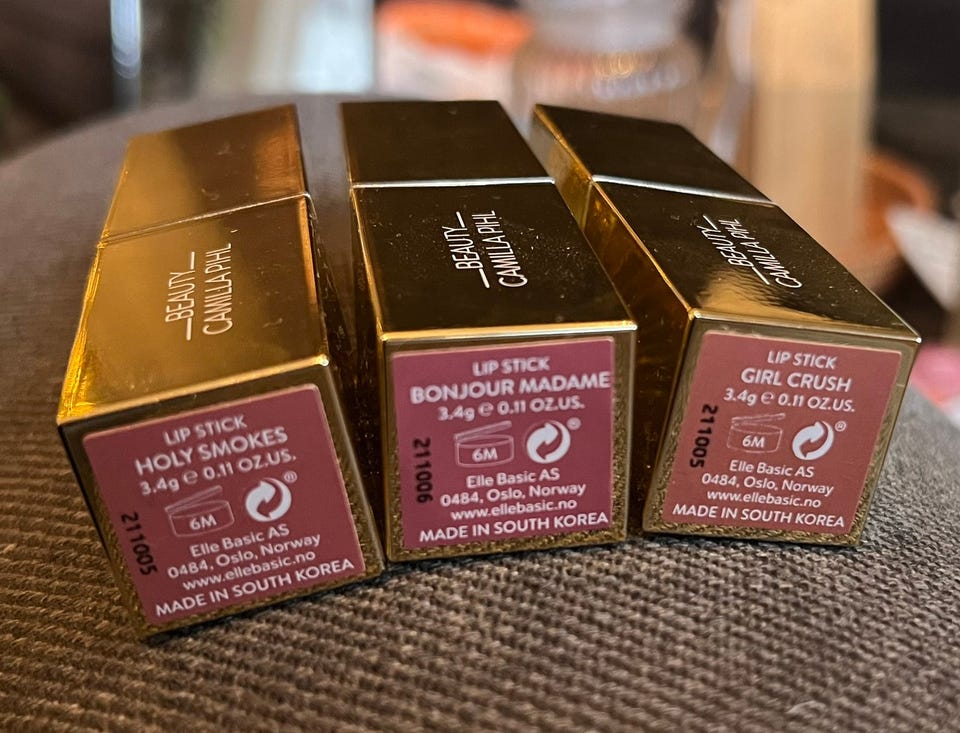 BEAUTY
CAMILLA PIHL
LIP STICK
HOLY SMOKES
3.4g e 0.11 OZ.US.
6M
®
211005
Elle Basic AS
0484, Oslo, Norway
www.ellebasic.no
MADE IN SOUTH KOREA
BEAUTY
CAMILLA PIHL
LIP STICK
BONJOUR MADAME
3.4g e 0.11 OZ.US.
6M
®
211006
Elle Basic AS
0484, Oslo, Norway
www.ellebasic.no
MADE IN SOUTH KOREA
BEAUTY
CAMILLA PIHL
LIP STICK
GIRL CRUSH
3.4g e 0.11 OZ.US.
6M
®
211005
Elle Basic AS
0484, Oslo, Norway
www.ellebasic.no
MADE IN SOUTH KOREA